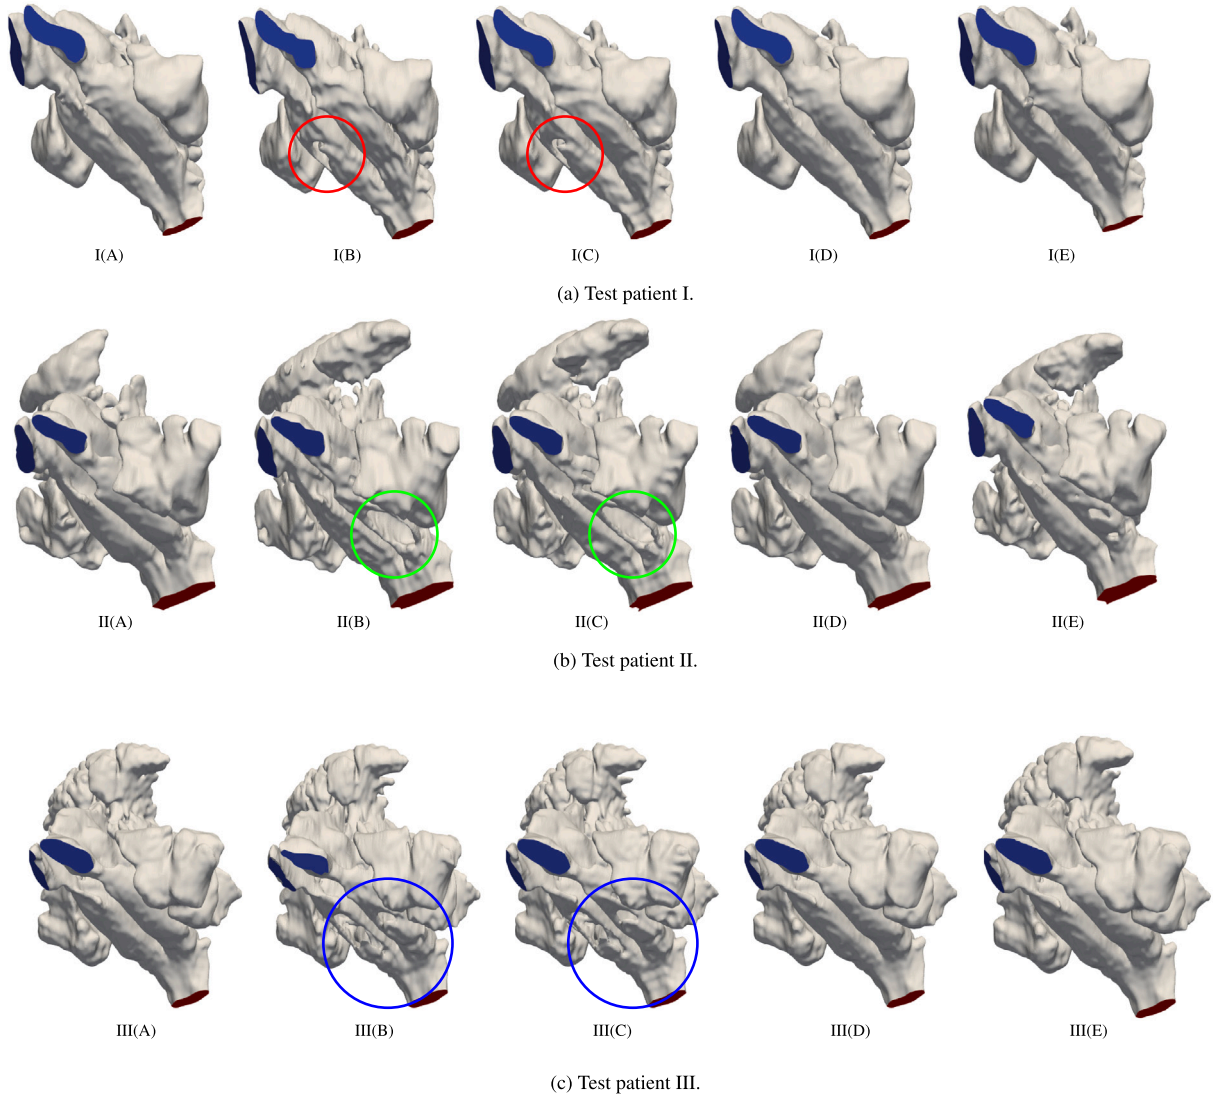 I(A) I(B) I(C) I(D) I(E)
(a) Test patient I.
II(A) II(B) II(C) II(D) II(E)
(b) Test patient II.
III(A) III(B) III(C) III(D) III(E)
(c) Test patient III.